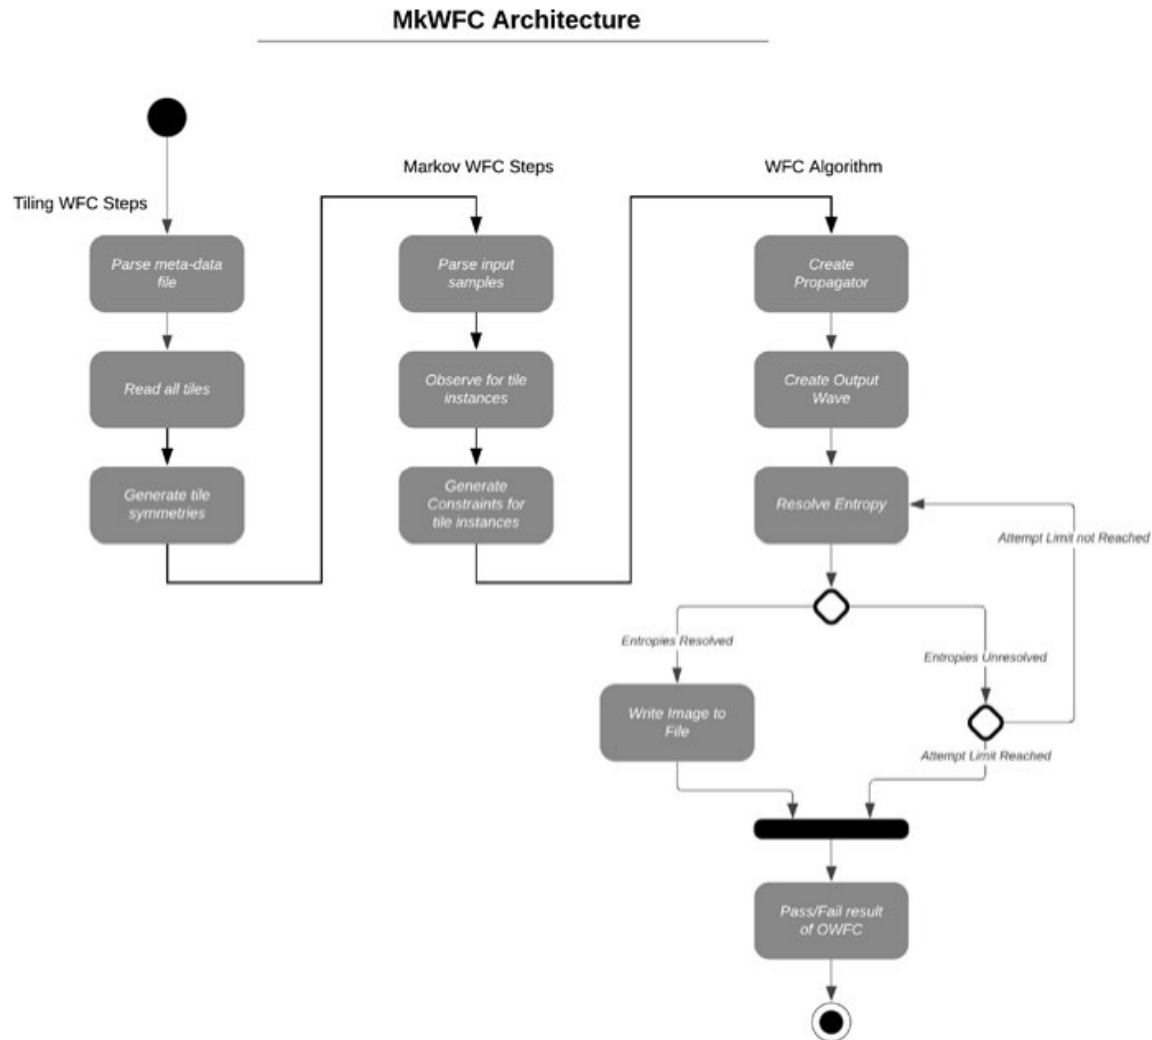 MkWFC Architecture
Tiling WFC Steps
Parse meta-data
file
Read all tiles
Generate tile
symmetries
Markov WFC Steps
Parse input
samples
Observe for tile
instances
Generate
Constraints for
tile instances
WFC Algorithm
Create
Propagator
Create Output
Wave
Resolve Entropy
Attempt Limit not Reached
Entropies Resolved
Entropies Unresolved
Write Image to
File
Attempt Limit Reached
Pass/Fail result
of OWFC